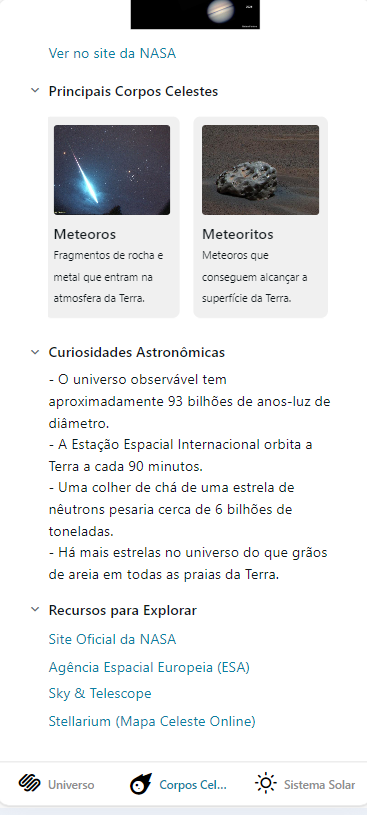 Ver no site da NASA
Principais Corpos Celestes
Meteoros
Fragmentos de rocha e
metal que entram na
atmosfera da Terra.
Meteoritos
Meteoros que
conseguem alcançar a
superfície da Terra.
Curiosidades Astronômicas
- O universo observável tem
aproximadamente 93 bilhões de anos-luz de
diâmetro.
- A Estação Espacial Internacional orbita a
Terra a cada 90 minutos.
- Uma colher de chá de uma estrela de
nêutrons pesaria cerca de 6 bilhões de
toneladas.
- Há mais estrelas no universo do que grãos
de areia em todas as praias da Terra.
Recursos para Explorar
Site Oficial da NASA
Agência Espacial Europeia (ESA)
Sky & Telescope
Stellarium (Mapa Celeste Online)
Universo
Corpos Cel...
Sistema Solar